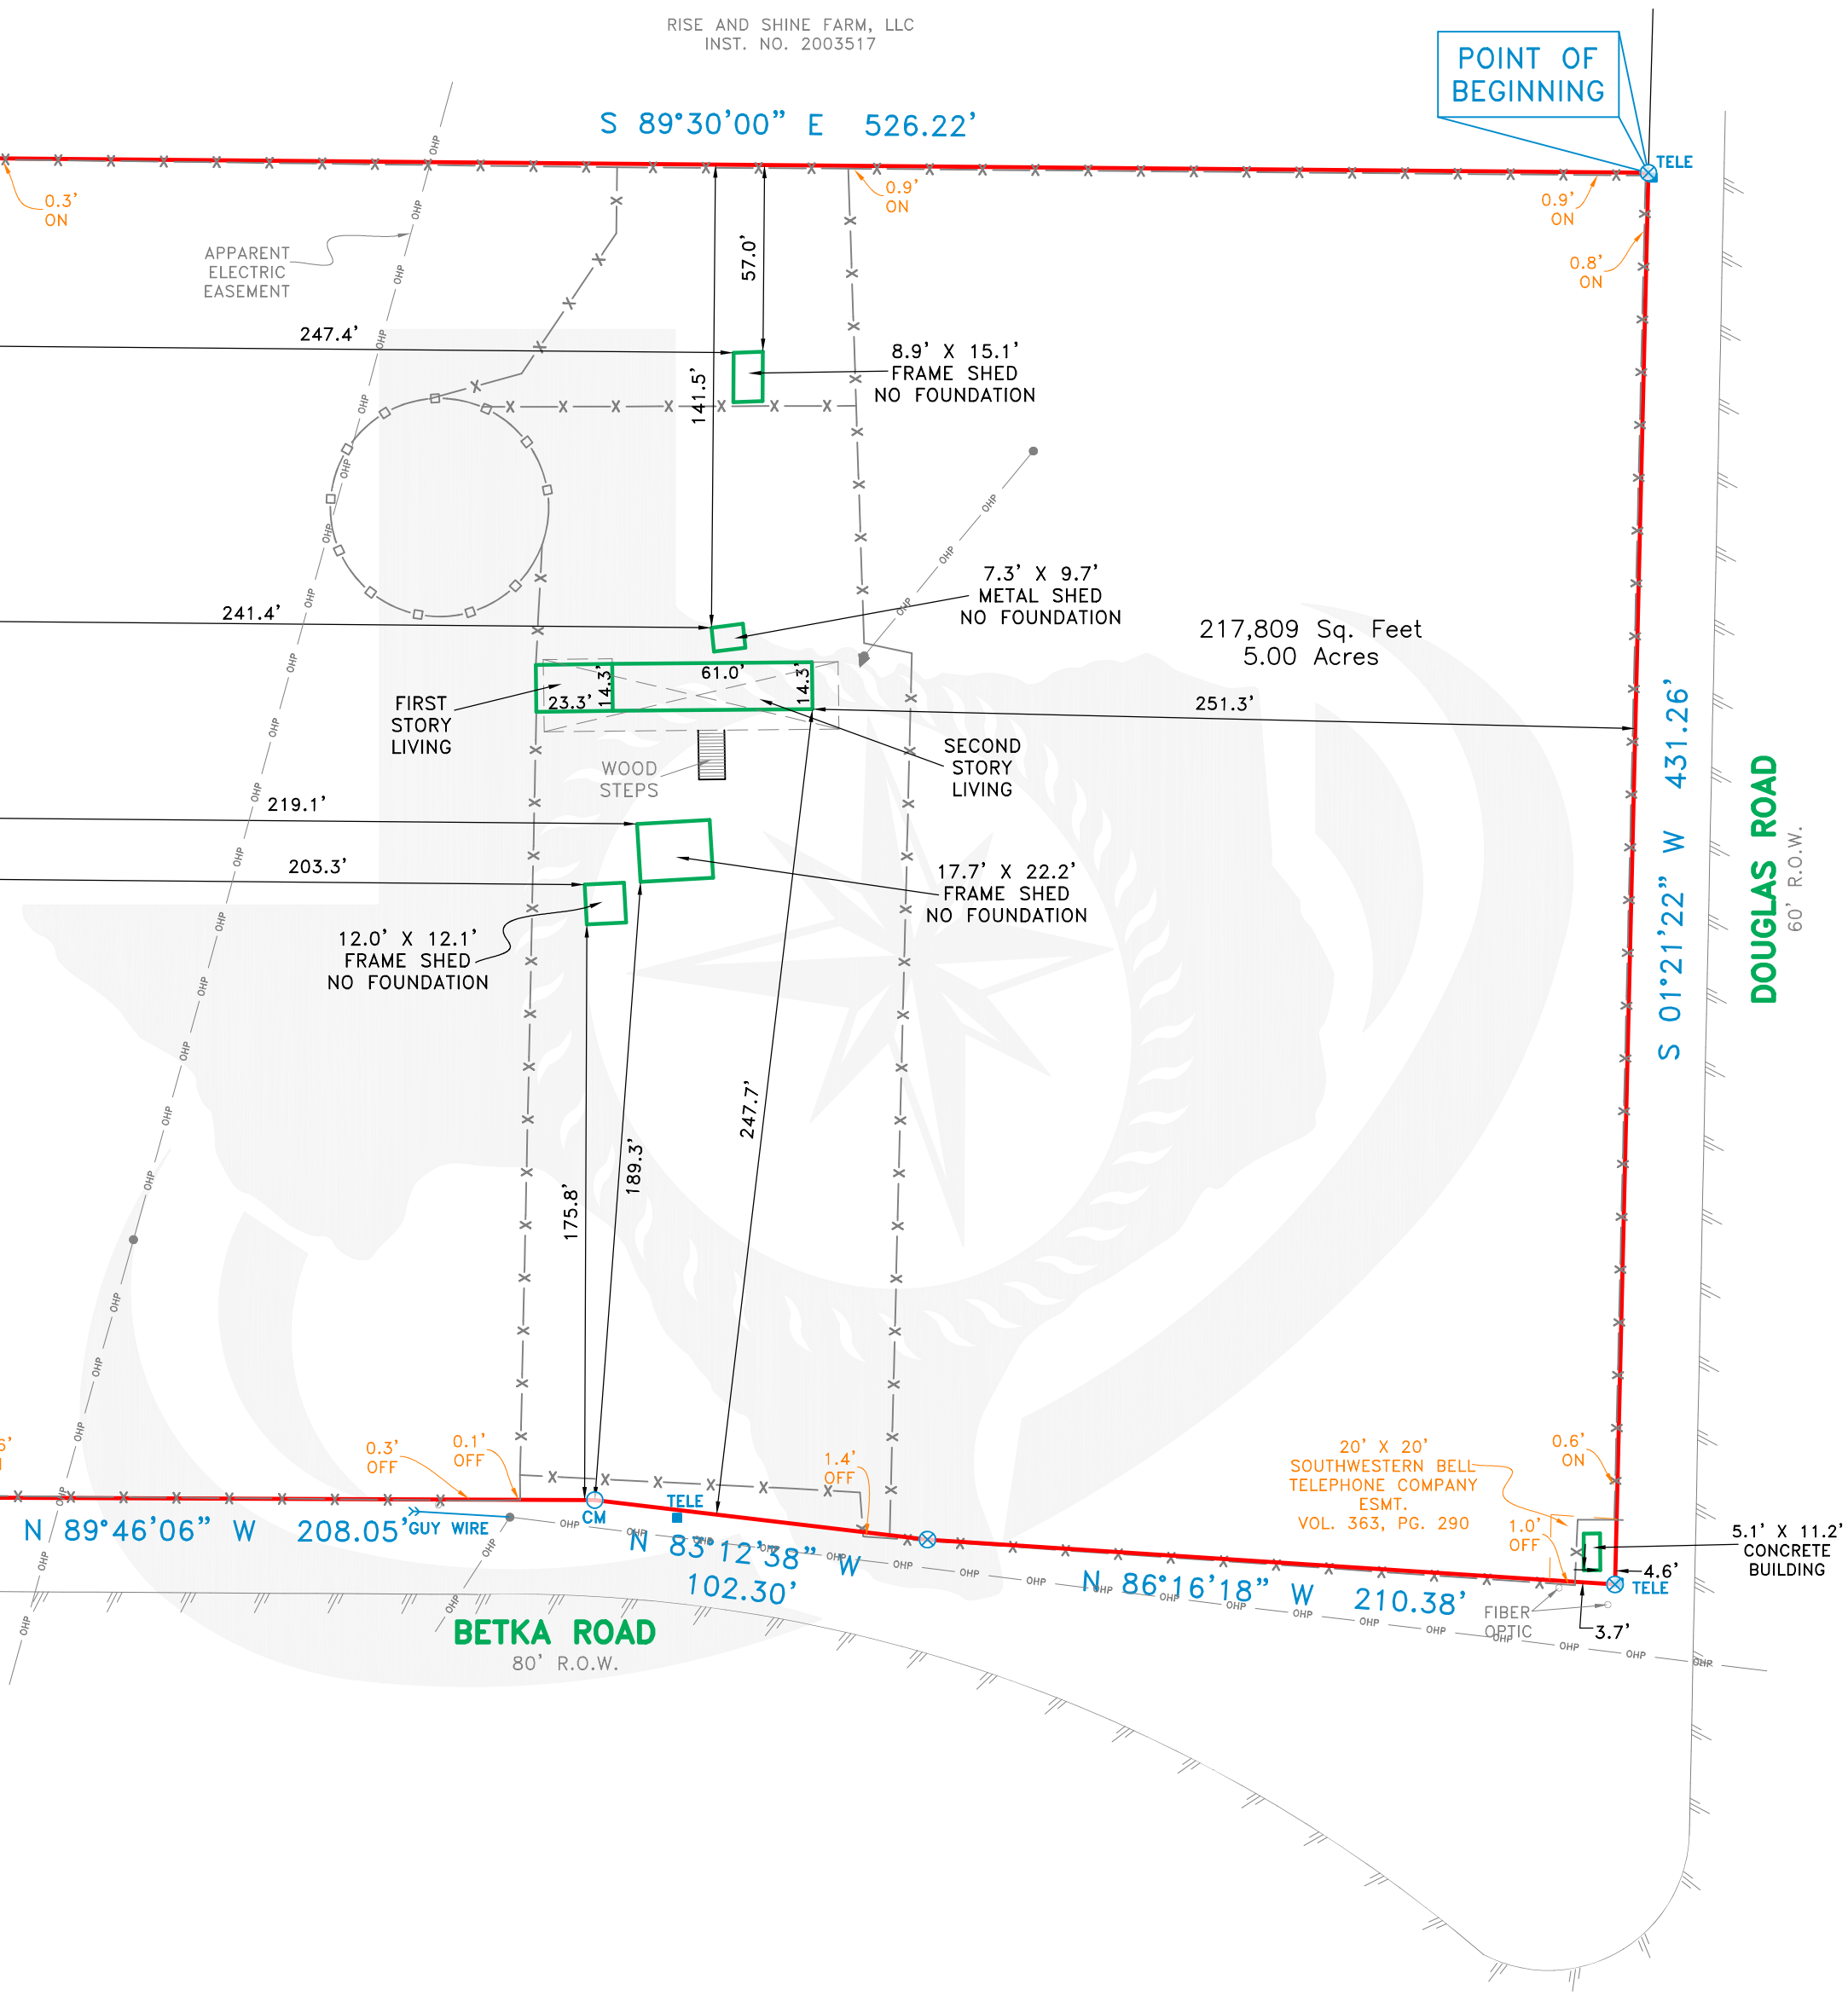 RISE AND SHINE FARM, LLC
INST. NO. 2003517
POINT OF
BEGINNING
S 89°30'00" E 526.22'
TELE
OHP
0.3'
ON
0.9'
ON
0.9'
ON
0.8'
ON
APPARENT
ELECTRIC
EASEMENT
57.0'
141.5'
247.4'
8.9' X 15.1'
FRAME SHED
NO FOUNDATION
7.3' X 9.7'
METAL SHED
NO FOUNDATION
241.4'
217,809 Sq. Feet
5.00 Acres
FIRST
STORY
LIVING
23.3'
14.3'
61.0'
14.3'
251.3'
SECOND
STORY
LIVING
WOOD
STEPS
S 01°21'22" W 431.26'
DOUGLAS ROAD
60' R.O.W.
219.1'
203.3'
17.7' X 22.2'
FRAME SHED
NO FOUNDATION
12.0' X 12.1'
FRAME SHED
NO FOUNDATION
175.8'
189.3'
247.7'
0.3'
OFF
0.1'
OFF
1.4'
OFF
20' X 20'
SOUTHWESTERN BELL
TELEPHONE COMPANY
ESMT.
VOL. 363, PG. 290
0.6'
ON
1.0'
OFF
5.1' X 11.2'
CONCRETE
BUILDING
4.6'
TELE
3.7'
FIBER
OPTIC
N 89°46'06" W 208.05'
GUY WIRE
CM
TELE
N 83°12'38" W
102.30'
N 86°16'18" W 210.38'
BETKA ROAD
80' R.O.W.